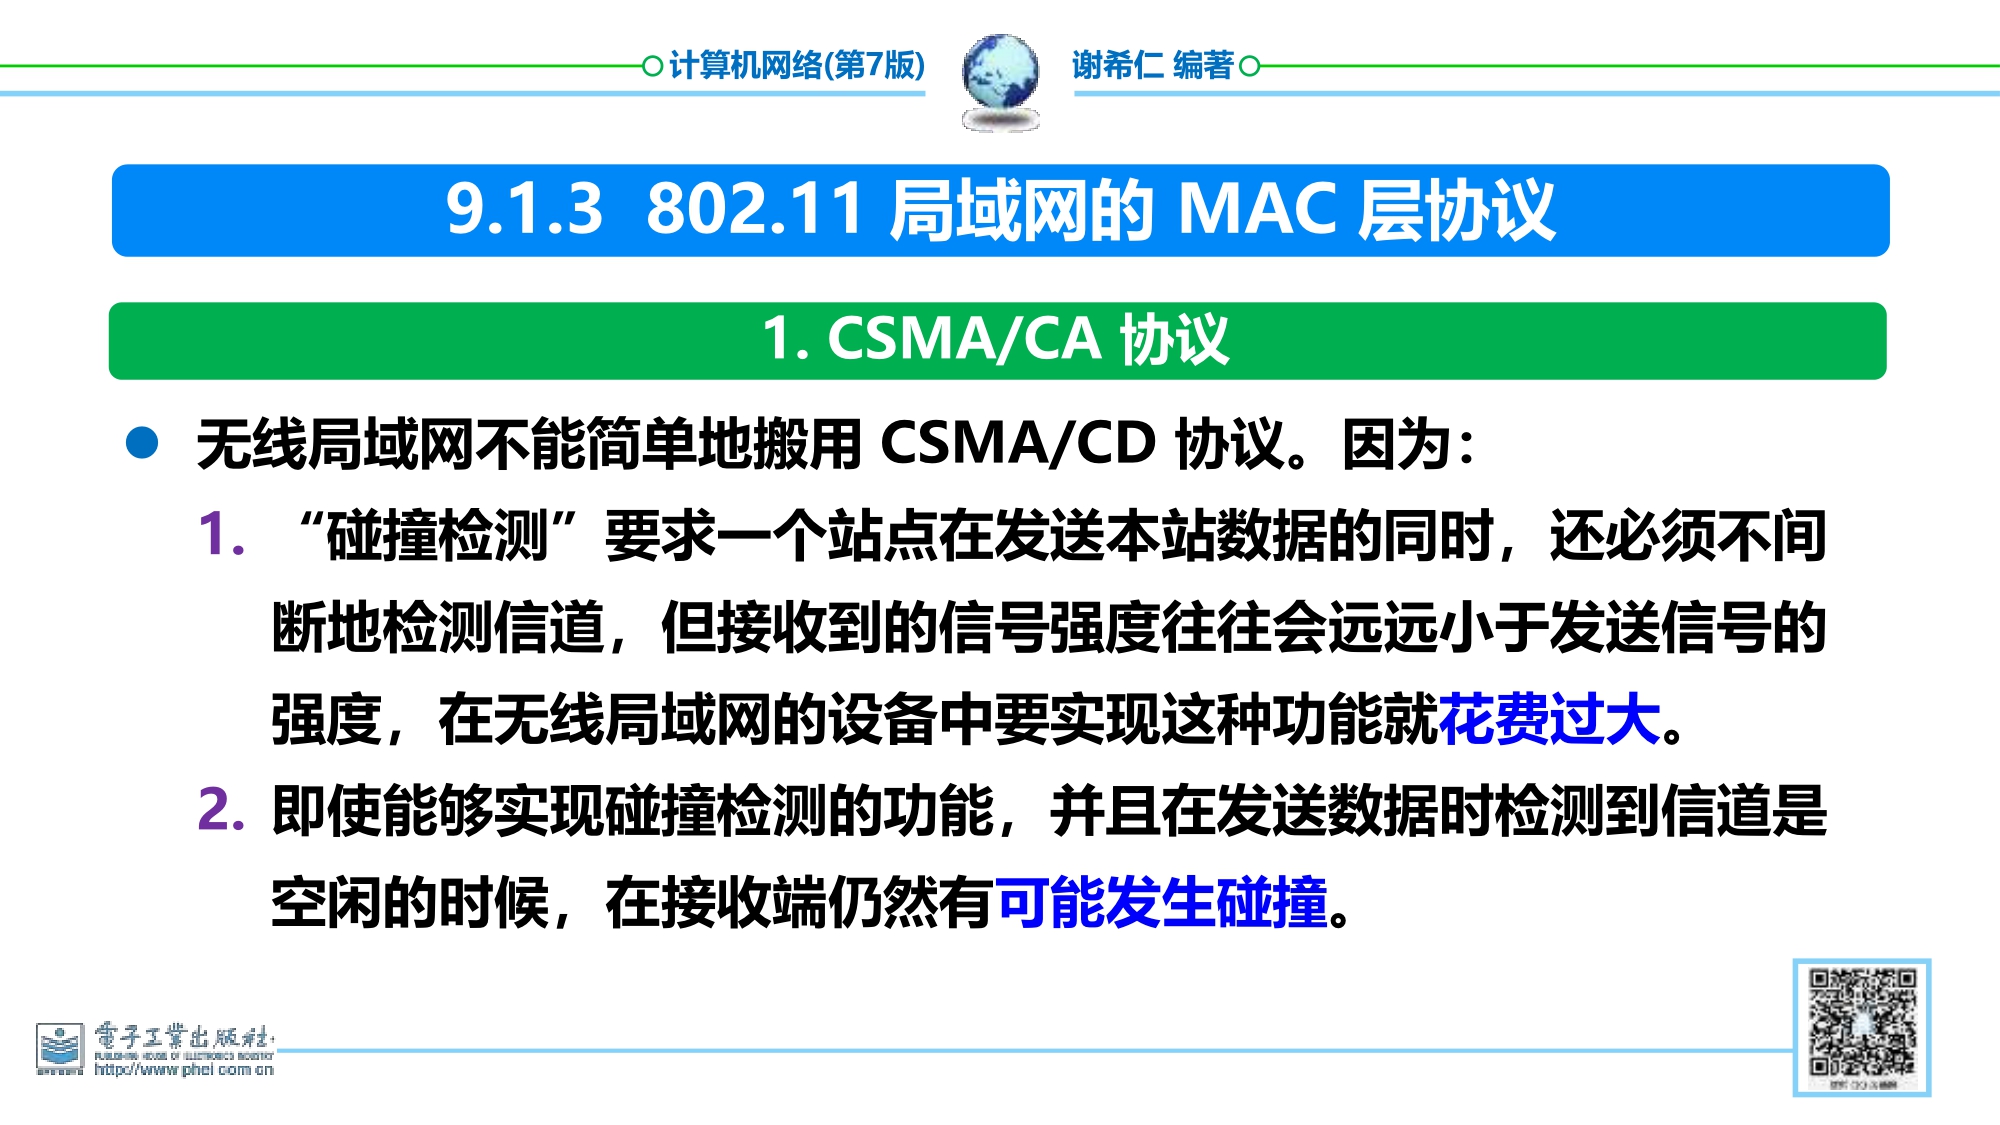 计算机网络(第7版) 谢希仁 编著
9.1.3 802.11 局域网的 MAC 层协议
1. CSMA/CA 协议
无线局域网不能简单地搬用 CSMA/CD 协议。因为：
1. “碰撞检测”要求一个站点在发送本站数据的同时，还必须不间
断地检测信道，但接收到的信号强度往往会远远小于发送信号的
强度，在无线局域网的设备中要实现这种功能就花费过大。
2. 即使能够实现碰撞检测的功能，并且在发送数据时检测到信道是
空闲的时候，在接收端仍然有可能发生碰撞。
電子工業出版社
PUBLISHING HOUSE OF ELECTRONICS INDUSTRY
http://www.phei.com.cn